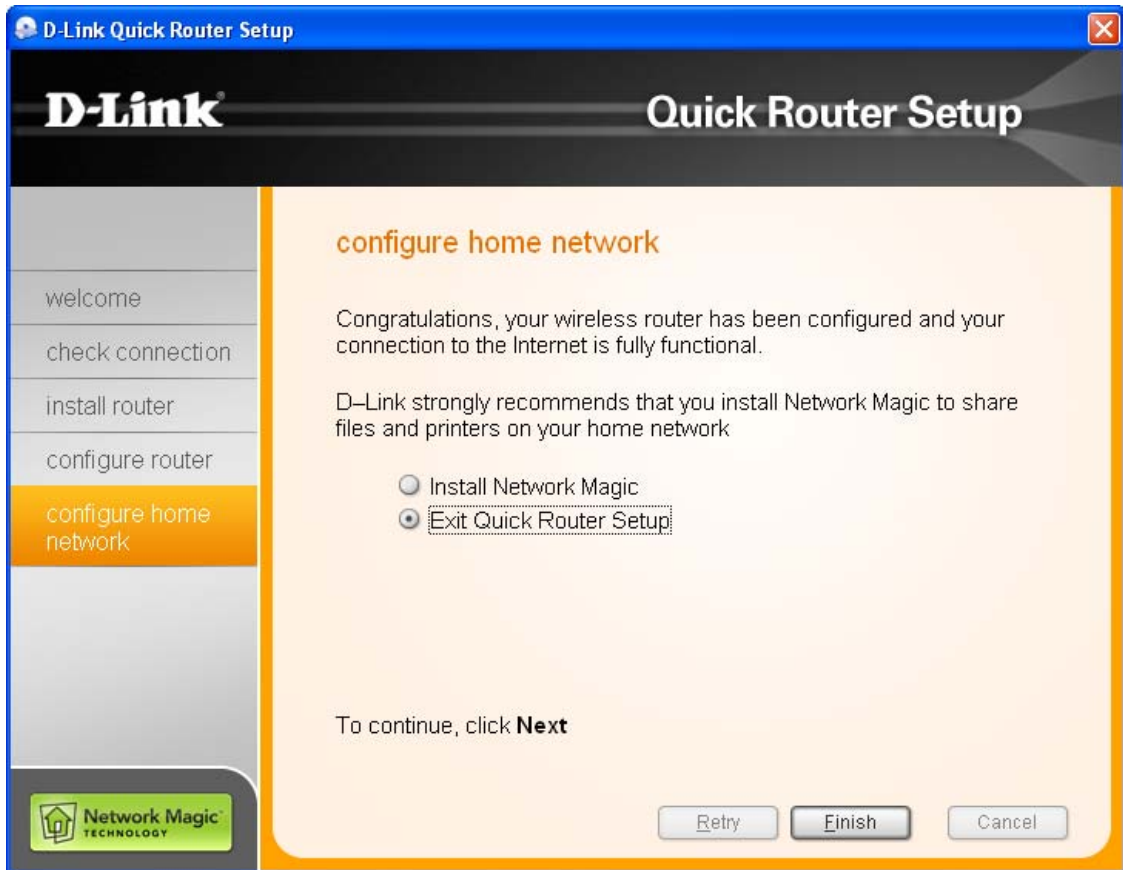 D-Link Quick Router Setup
D-Link®
Quick Router Setup
welcome
check connection
install router
configure router
configure home
network
configure home network
Congratulations, your wireless router has been configured and your
connection to the Internet is fully functional.
D–Link strongly recommends that you install Network Magic to share
files and printers on your home network
Install Network Magic
Exit Quick Router Setup
To continue, click Next
Network Magic
TECHNOLOGY
Retry
Finish
Cancel